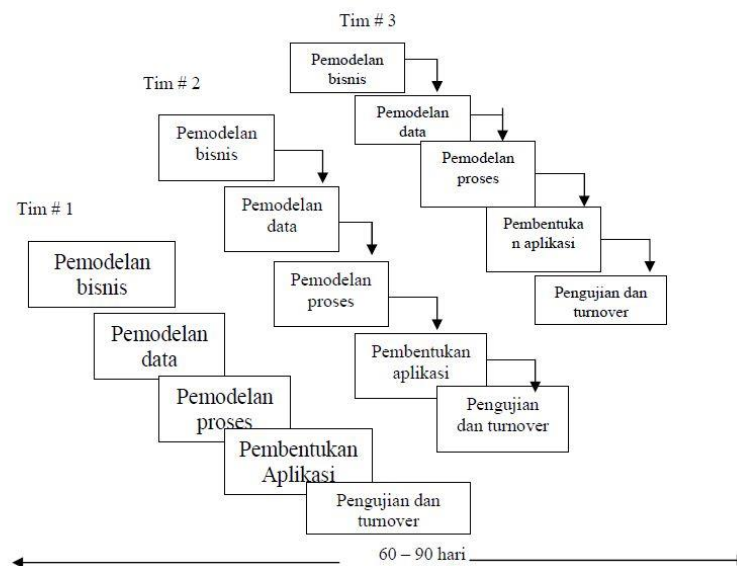 Tim # 3
Pemodelan
bisnis
Pemodelan
data
Pemodelan
proses
Pembentuka
n aplikasi
Pengujian dan
turnover
Tim # 2
Pemodelan
bisnis
Pemodelan
data
Pemodelan
proses
Pembentukan
aplikasi
Pengujian
dan turnover
Tim # 1
Pemodelan
bisnis
Pemodelan
data
Pemodelan
proses
Pembentukan
Aplikasi
Pengujian dan
turnover
60 – 90 hari